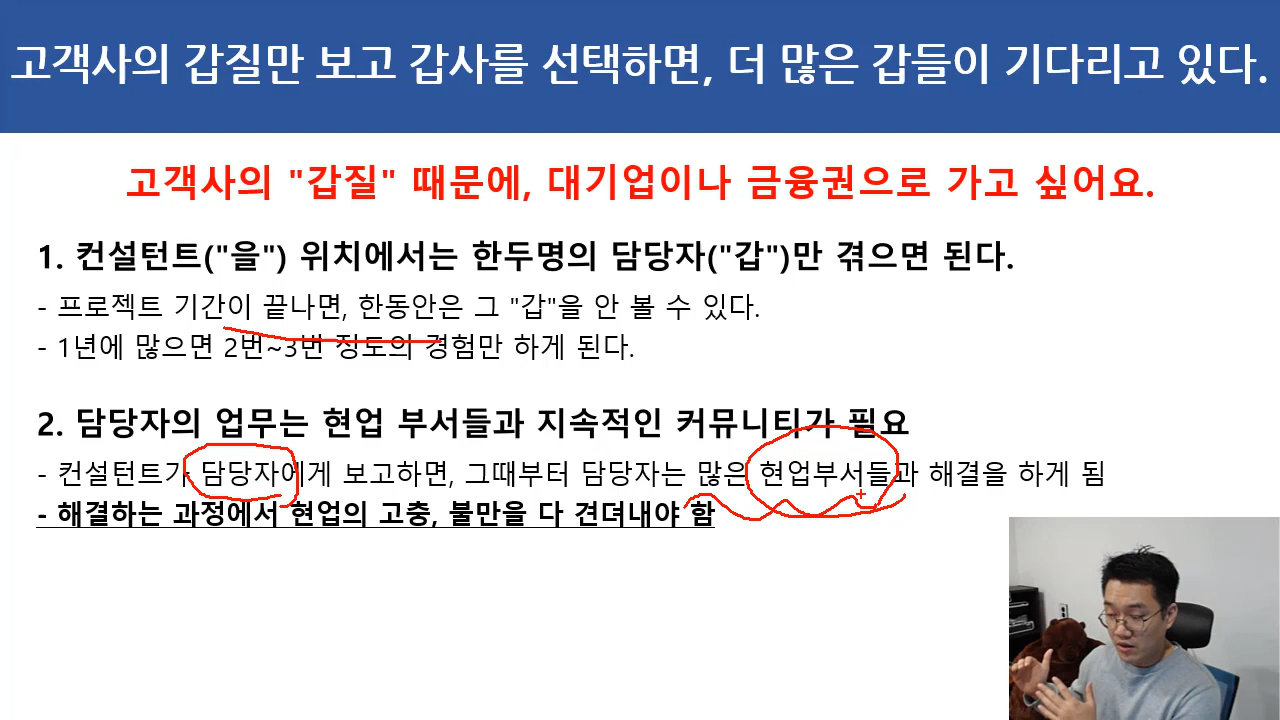 고객사의 갑질만 보고 갑사를 선택하면, 더 많은 갑들이 기다리고 있다.
고객사의 "갑질" 때문에, 대기업이나 금융권으로 가고 싶어요.
1. 컨설턴트("을") 위치에서는 한두명의 담당자("갑")만 겪으면 된다.
- 프로젝트 기간이 끝나면, 한동안은 그 "갑"을 안 볼 수 있다.
- 1년에 많으면 2번~3번 정도의 경험만 하게 된다.
2. 담당자의 업무는 현업 부서들과 지속적인 커뮤니티가 필요
- 컨설턴트가 담당자에게 보고하면, 그때부터 담당자는 많은 현업부서들과 해결을 하게 됨
- 해결하는 과정에서 현업의 고충, 불만을 다 견뎌내야 함